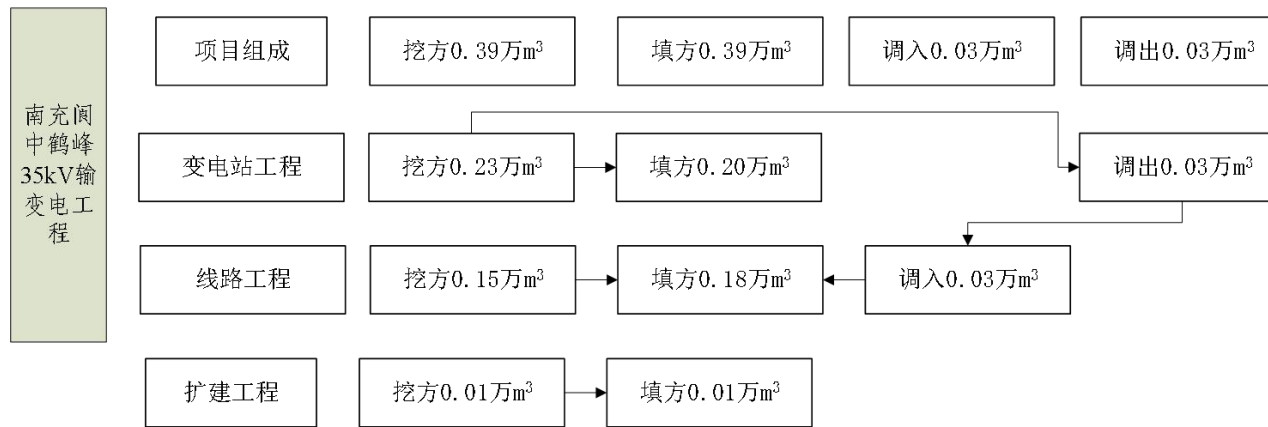 南充阆
中鹤峰
35kV输
变电工
程
项目组成
挖方0.39万m³
填方0.39万m³
调入0.03万m³
调出0.03万m³
变电站工程
挖方0.23万m³
填方0.20万m³
调出0.03万m³
线路工程
挖方0.15万m³
填方0.18万m³
调入0.03万m³
扩建工程
挖方0.01万m³
填方0.01万m³